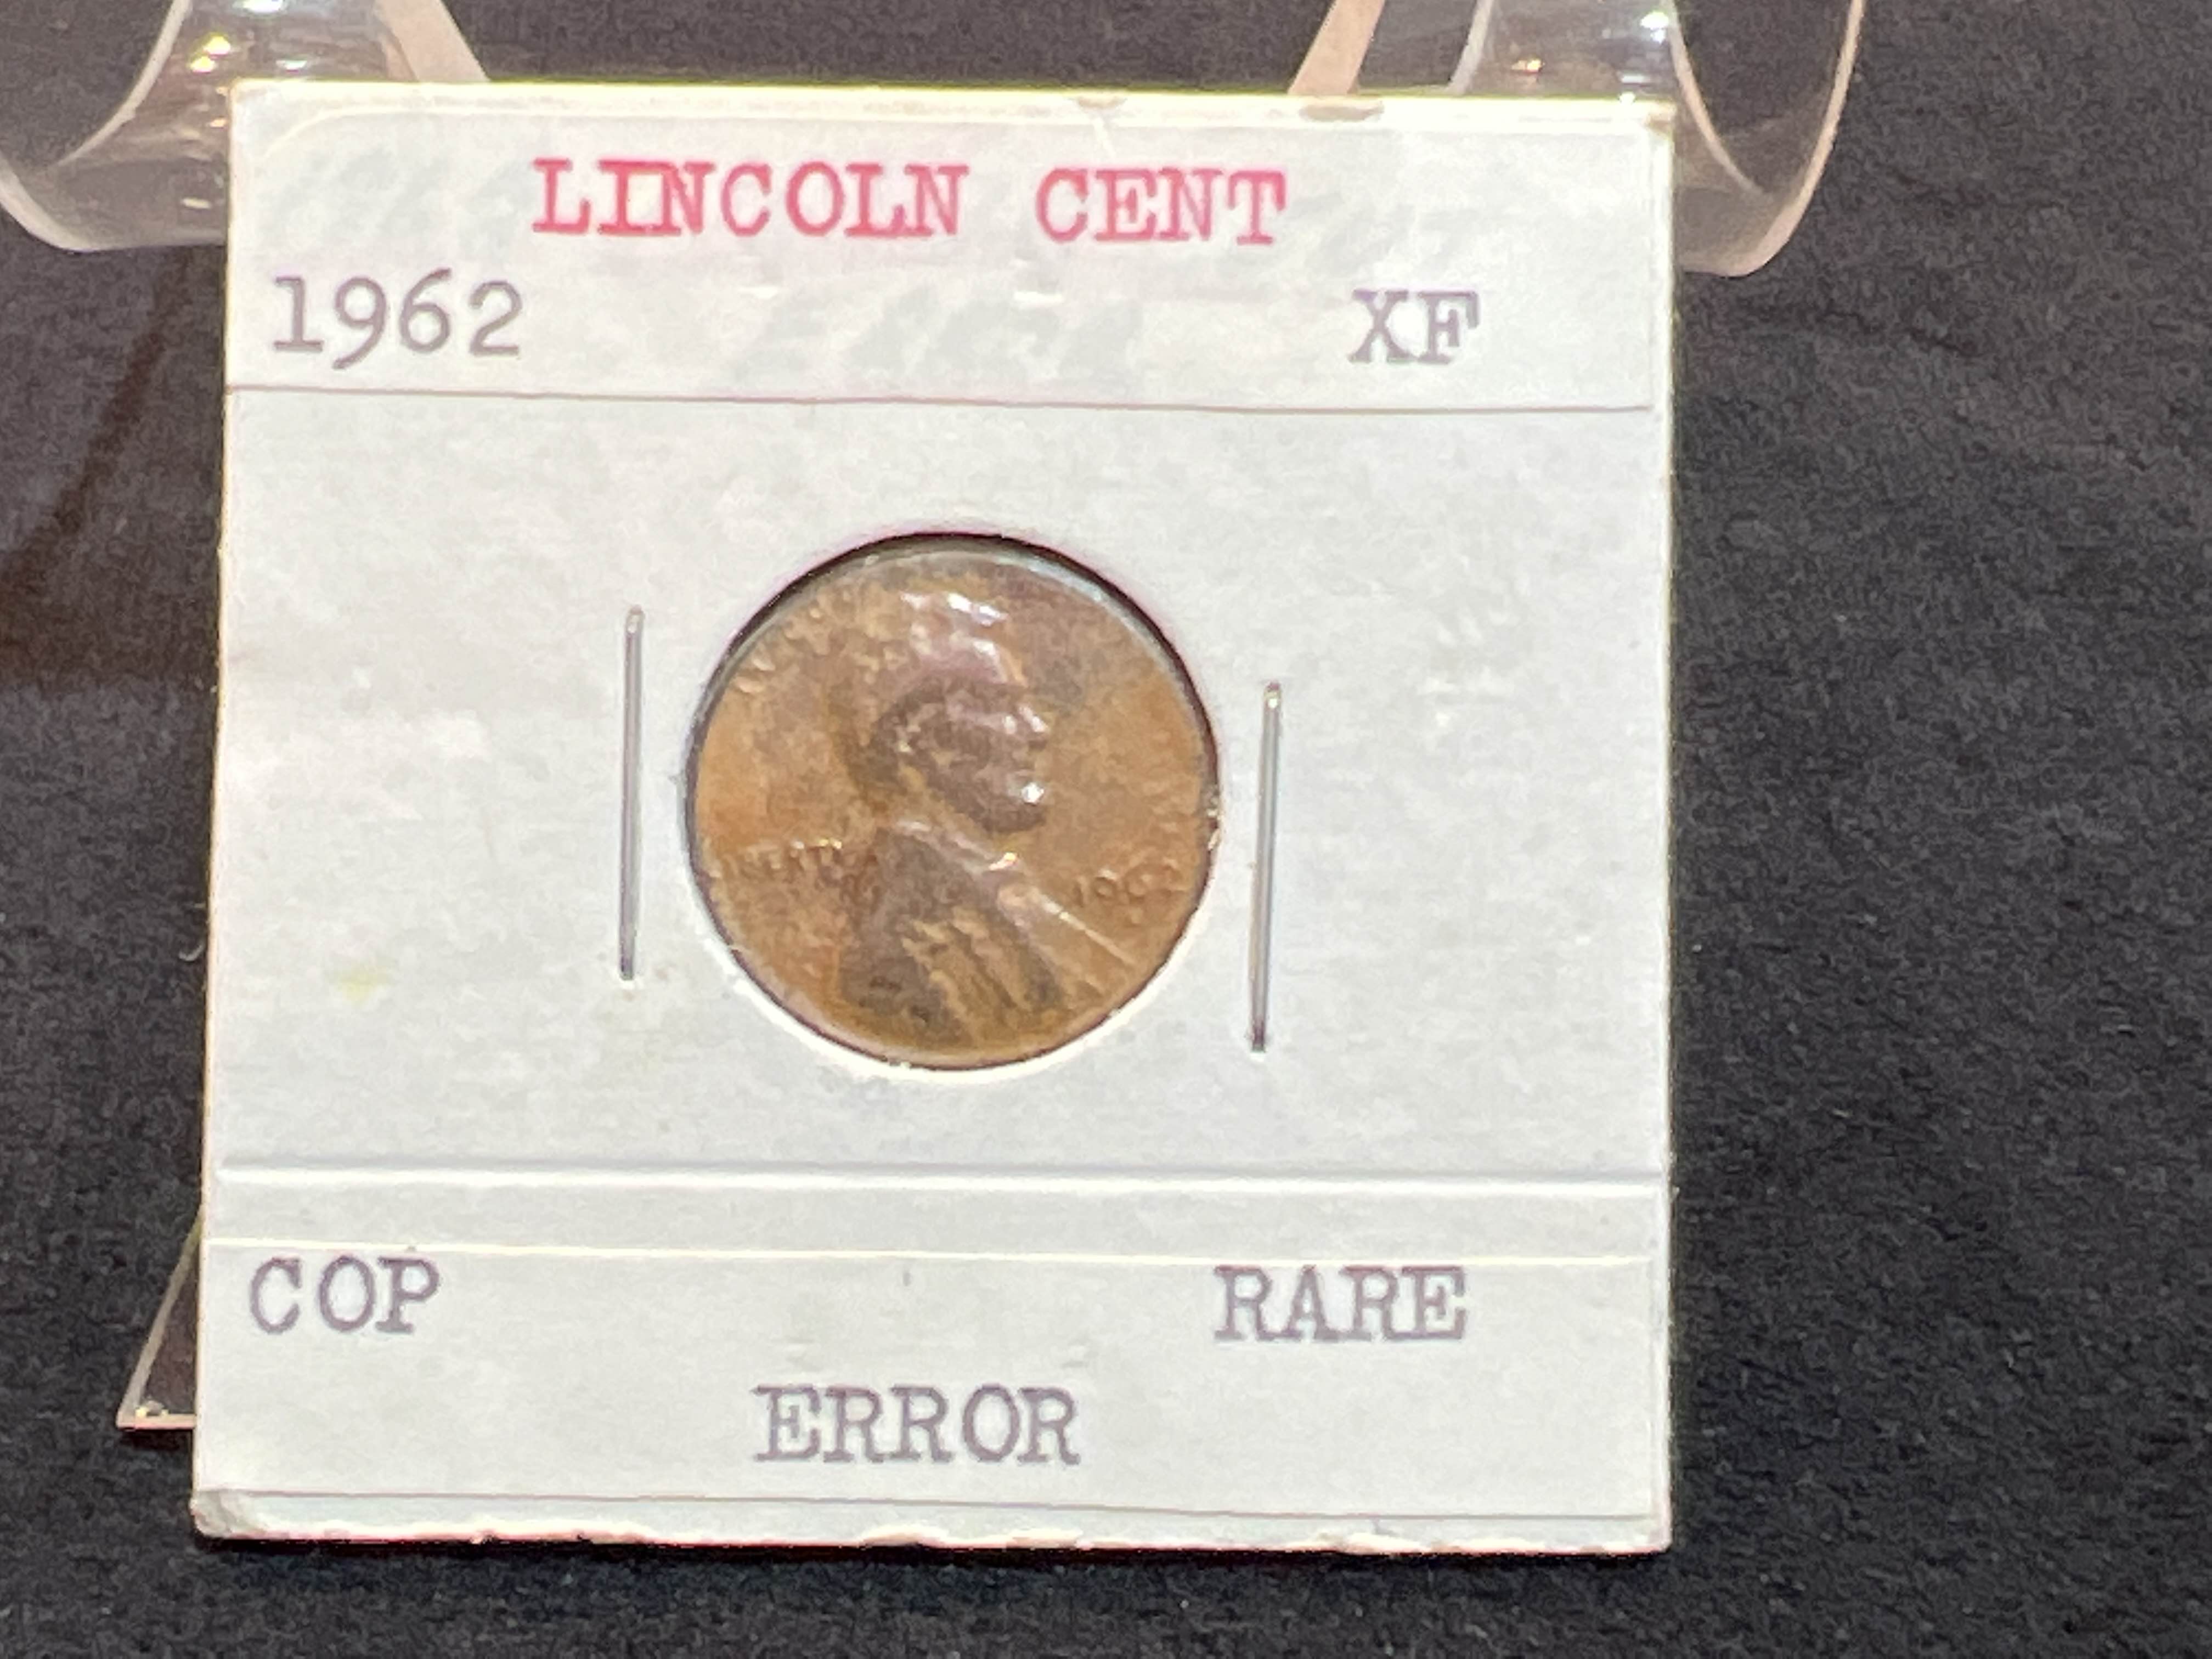 LINCOLN CENT
1962 XF
LIBERTY 1962
COP RARE
ERROR